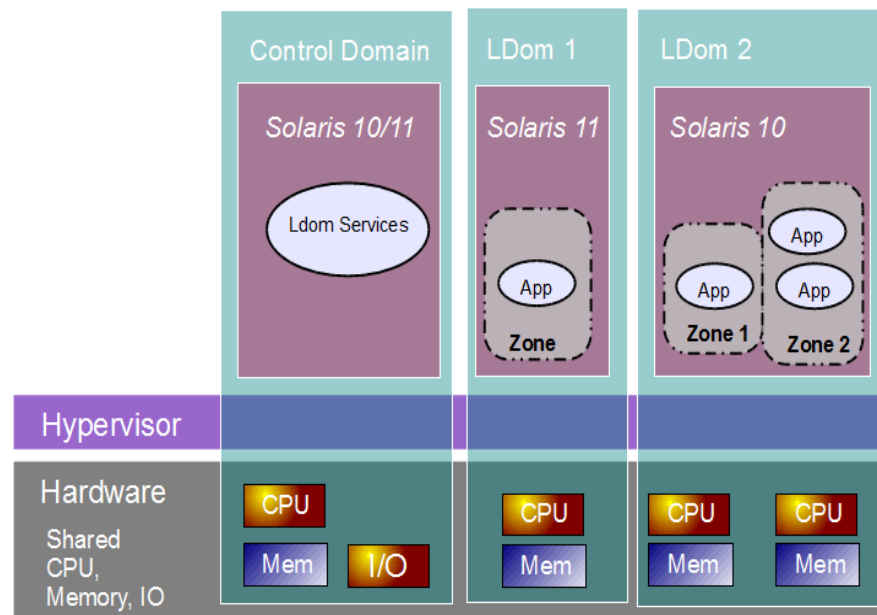 Control Domain
LDom 1
LDom 2
Solaris 10/11
Solaris 11
Solaris 10
Ldom Services
App
Zone
App
Zone 1
App
App
Zone 2
Hypervisor
Hardware
Shared
CPU,
Memory, IO
CPU
Mem
I/O
CPU
Mem
CPU
Mem
CPU
Mem